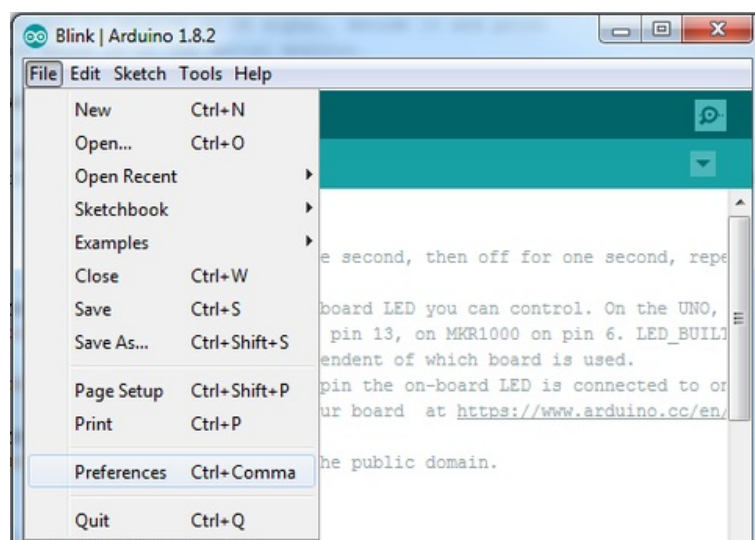 Blink | Arduino 1.8.2
File Edit Sketch Tools Help
New Ctrl+N
Open... Ctrl+O
Open Recent
Sketchbook
Examples
Close Ctrl+W
Save Ctrl+S
Save As... Ctrl+Shift+S
Page Setup Ctrl+Shift+P
Print Ctrl+P
Preferences Ctrl+Comma
Quit Ctrl+Q
e second, then off for one second, repe
board LED you can control. On the UNO,
pin 13, on MKR1000 on pin 6. LED_BUILT
endent of which board is used.
pin the on-board LED is connected to on
ur board at https://www.arduino.cc/en/
he public domain.